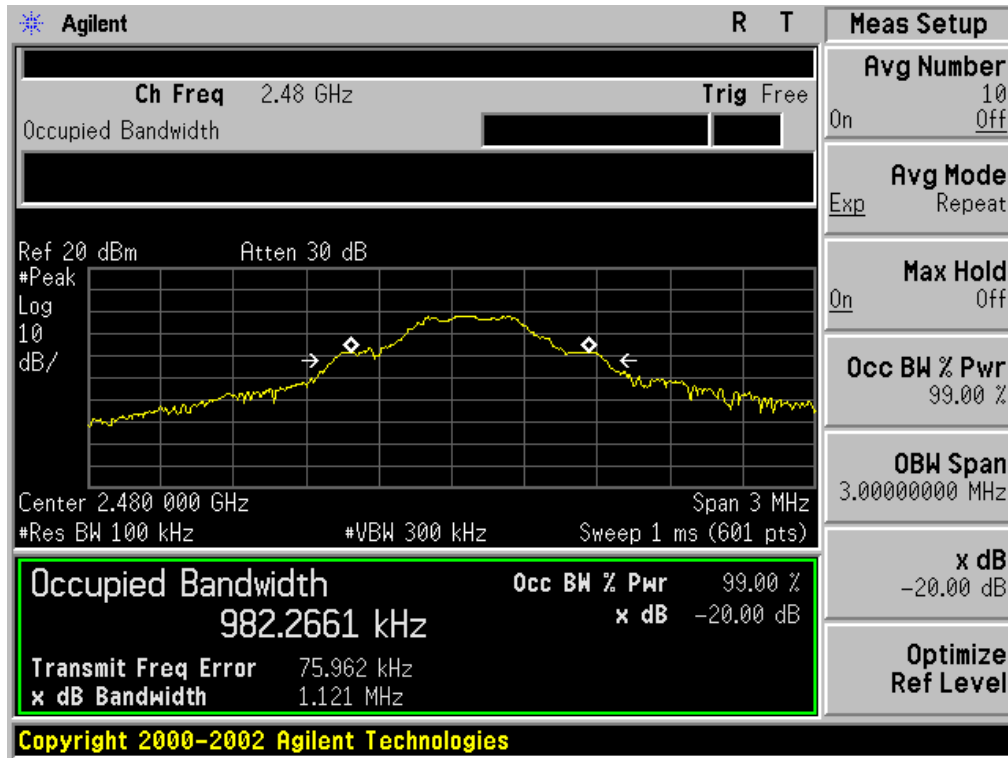 Agilent R T
Ch Freq 2.48 GHz Trig Free
Occupied Bandwidth
Ref 20 dBm Atten 30 dB
#Peak
Log
10
dB/
Center 2.480 000 GHz Span 3 MHz
#Res BW 100 kHz #VBW 300 kHz Sweep 1 ms (601 pts)
Occupied Bandwidth Occ BW % Pwr 99.00 %
982.2661 kHz x dB -20.00 dB
Transmit Freq Error 75.962 kHz
x dB Bandwidth 1.121 MHz
Copyright 2000-2002 Agilent Technologies
Meas Setup
Avg Number
10
On Off
Avg Mode
Exp Repeat
Max Hold
On Off
Occ BW % Pwr
99.00 %
OBW Span
3.00000000 MHz
x dB
-20.00 dB
Optimize
Ref Level